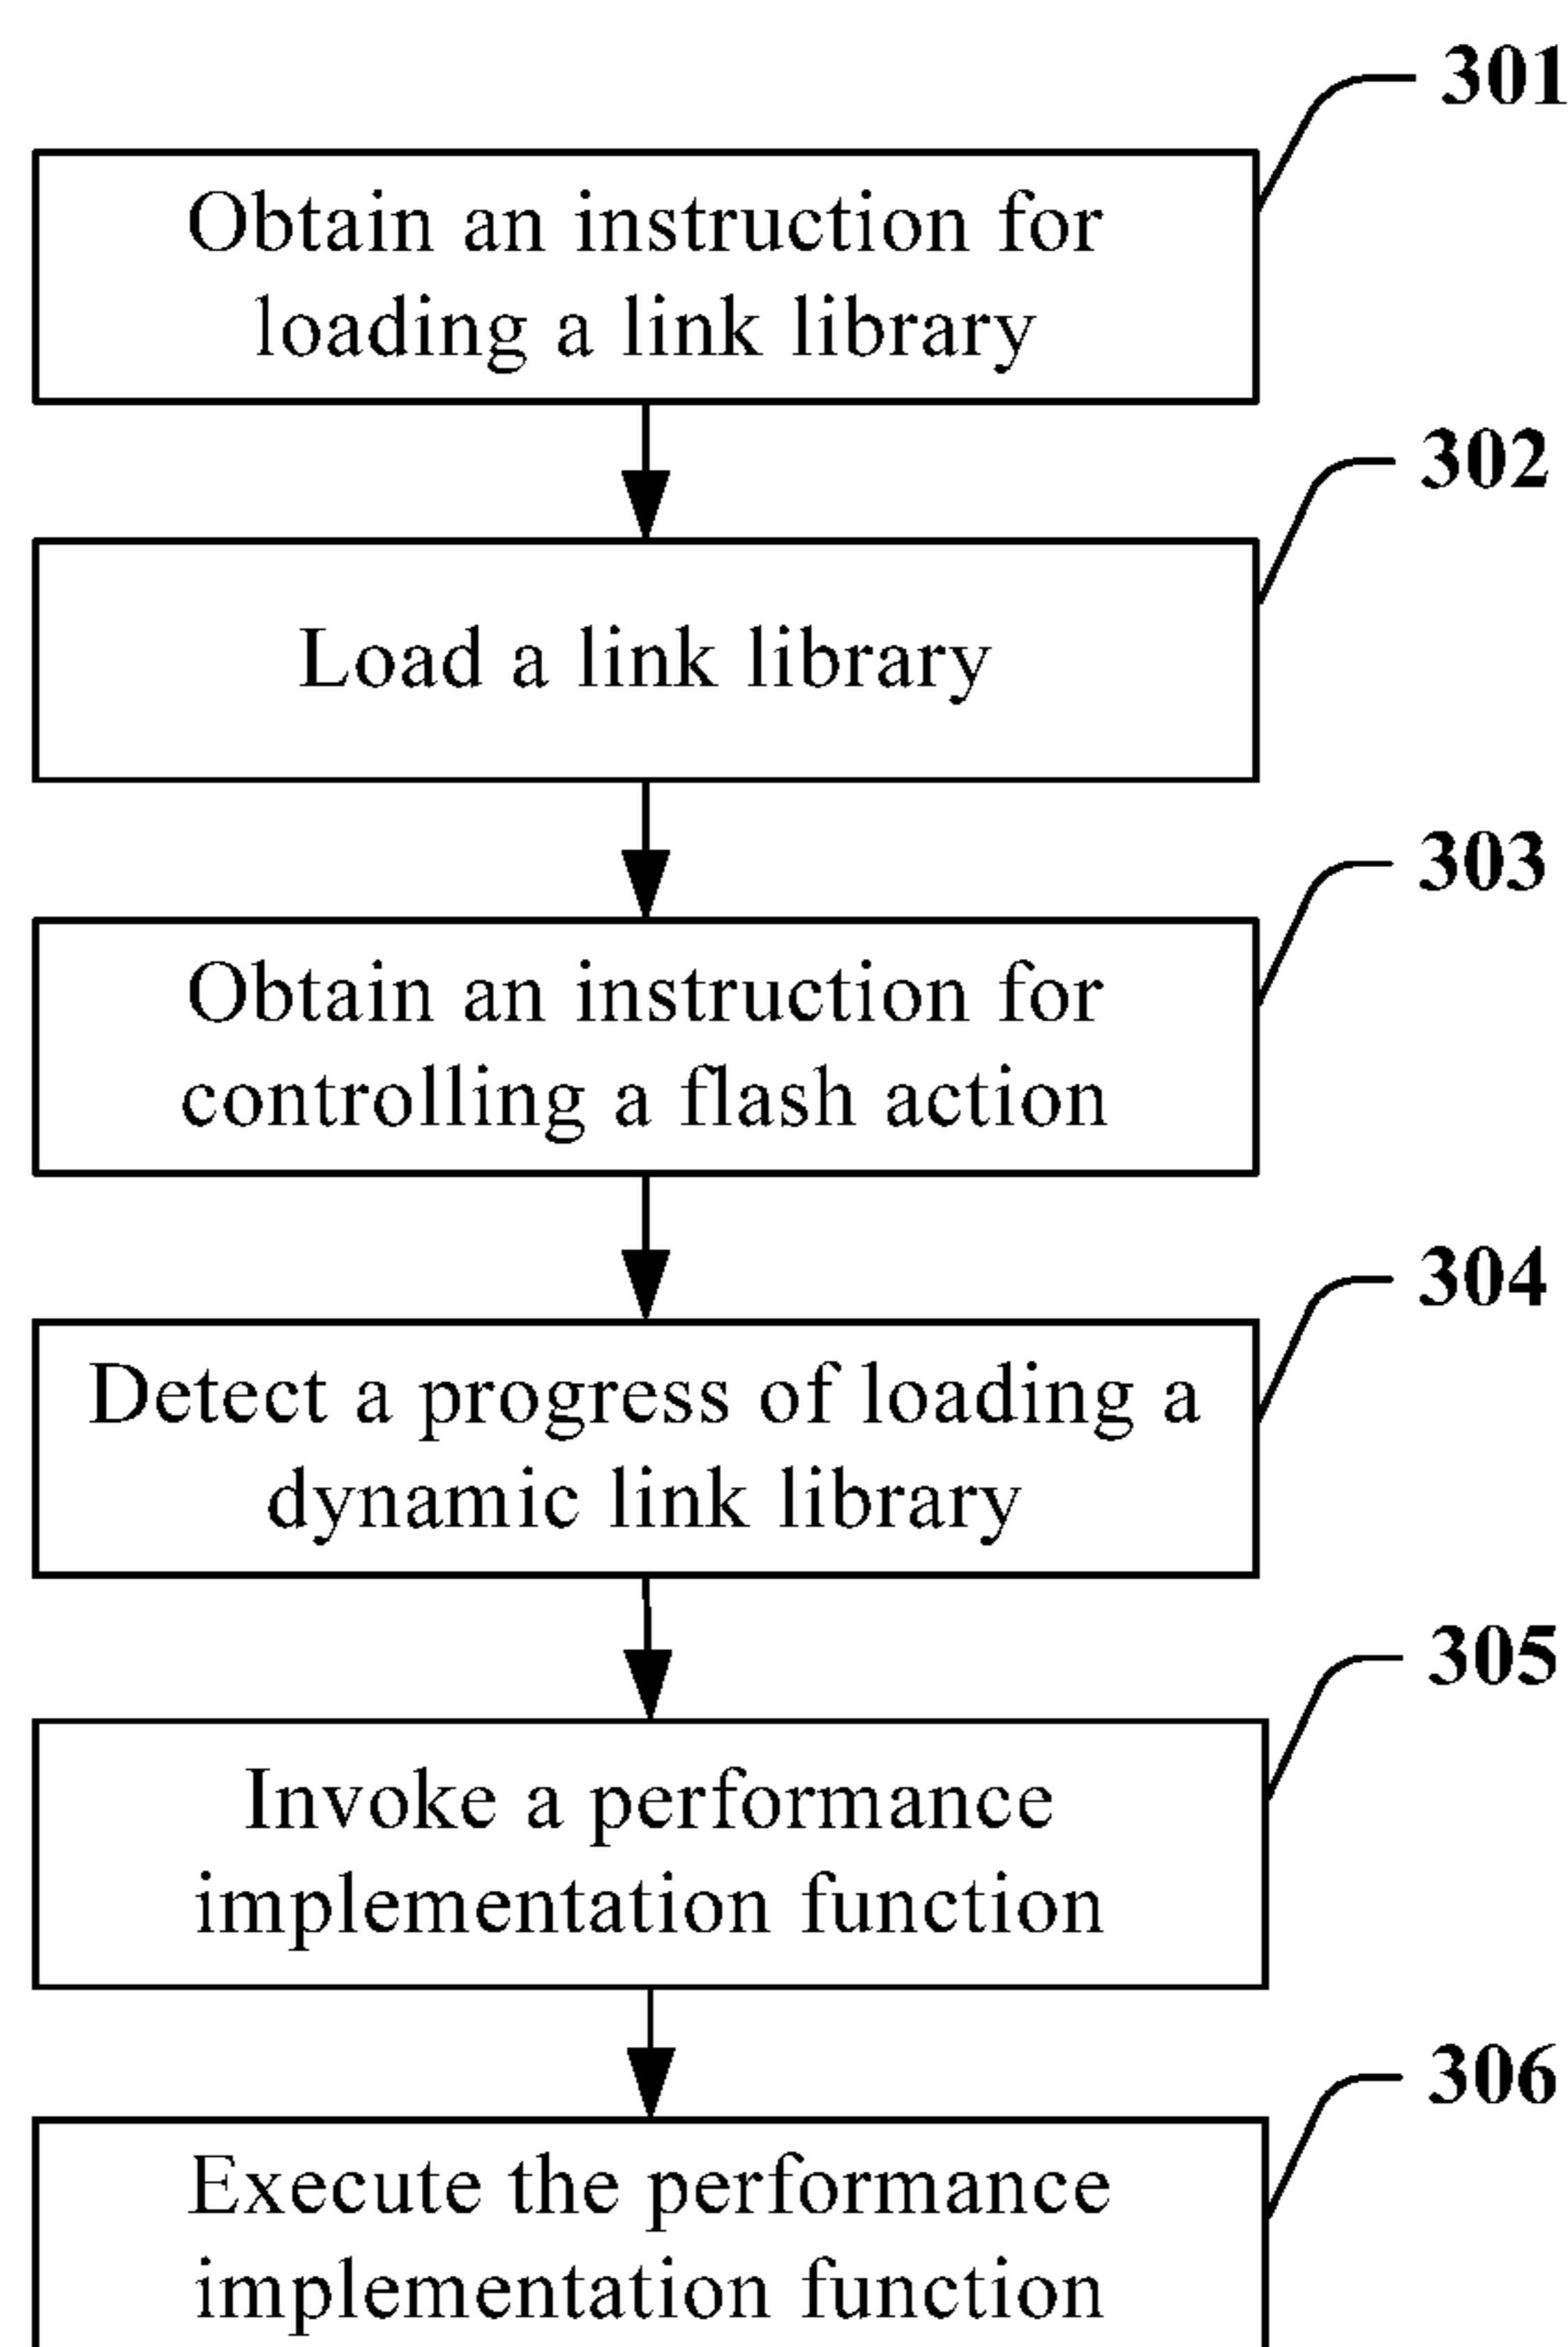 301
Obtain an instruction for
loading a link library
302
Load a link library
303
Obtain an instruction for
controlling a flash action
304
Detect a progress of loading a
dynamic link library
305
Invoke a performance
implementation function
306
Execute the performance
implementation function